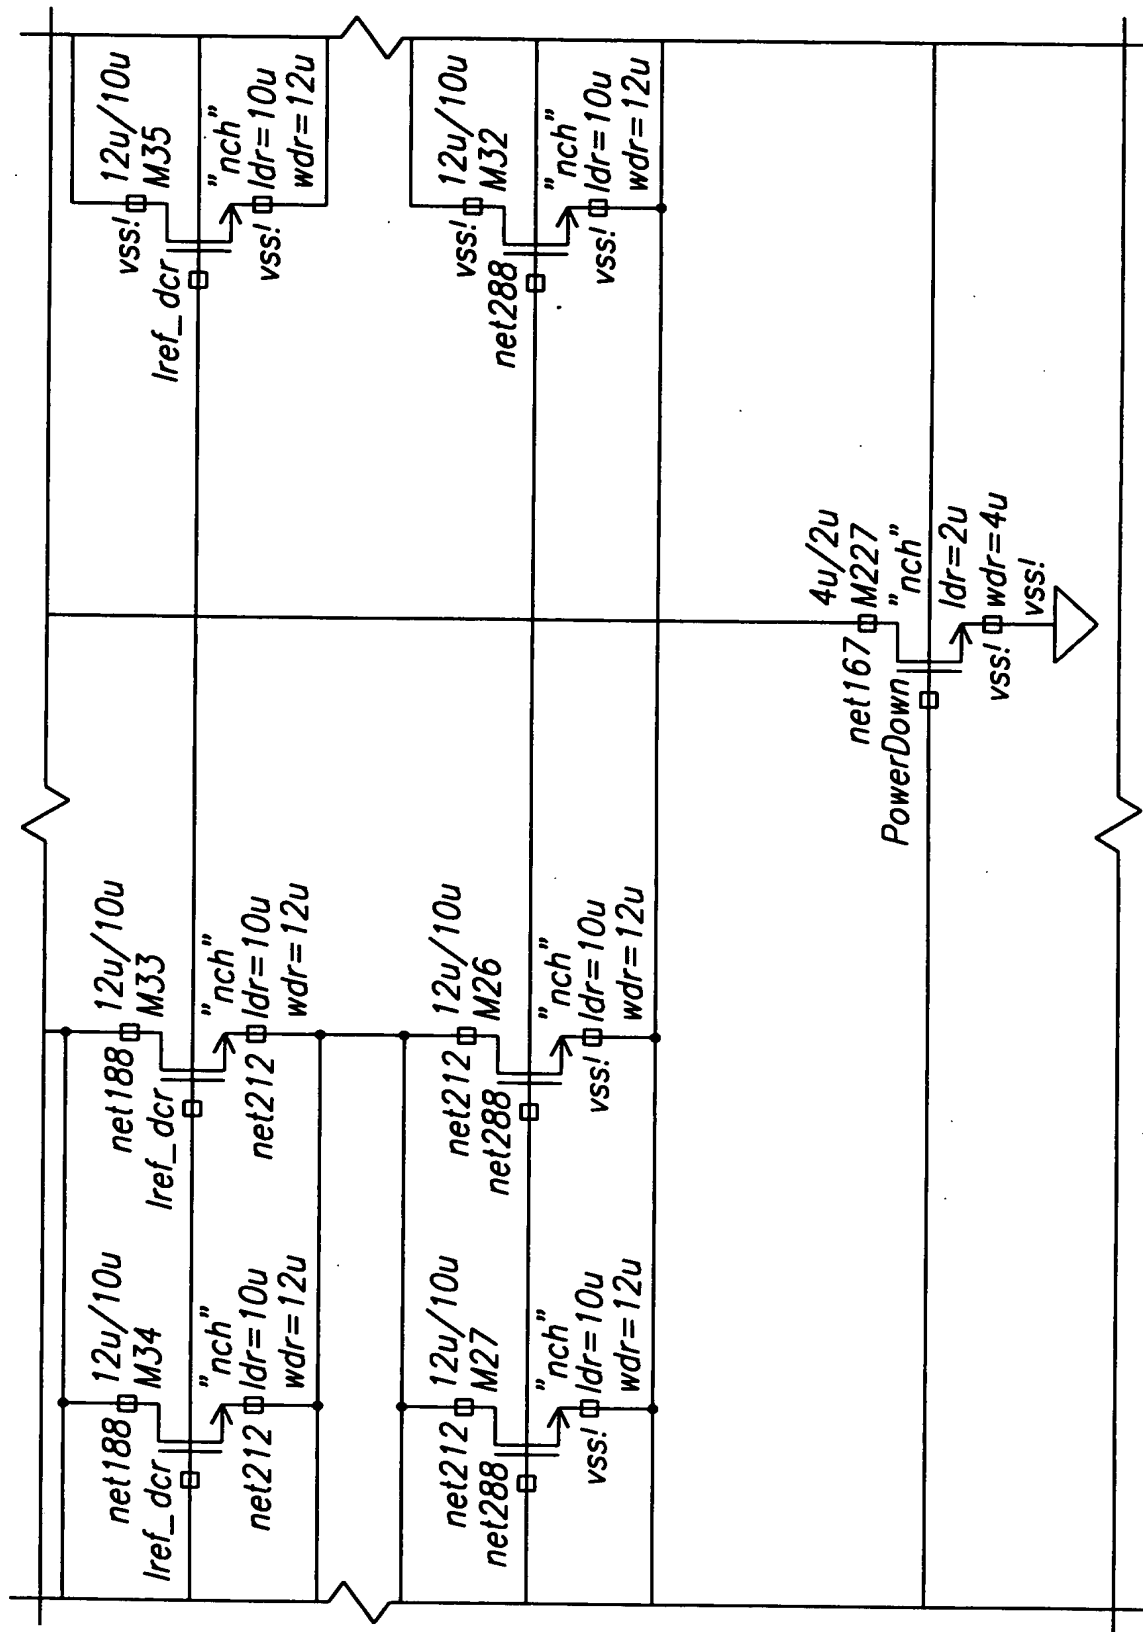 12u/10u
net188
M34
Iref_dcr
"nch"
ldr=10u
net212
wdr=12u
12u/10u
net212
M27
net288
"nch"
ldr=10u
vss!
wdr=12u
12u/10u
net188
M33
Iref_dcr
"nch"
ldr=10u
net212
wdr=12u
12u/10u
net212
M26
net288
"nch"
ldr=10u
vss!
wdr=12u
4u/2u
net167
M227
PowerDown
"nch"
ldr=2u
vss!
wdr=4u
vss!
12u/10u
vss!
M35
Iref_dcr
"nch"
ldr=10u
vss!
wdr=12u
12u/10u
vss!
M32
net288
"nch"
ldr=10u
vss!
wdr=12u